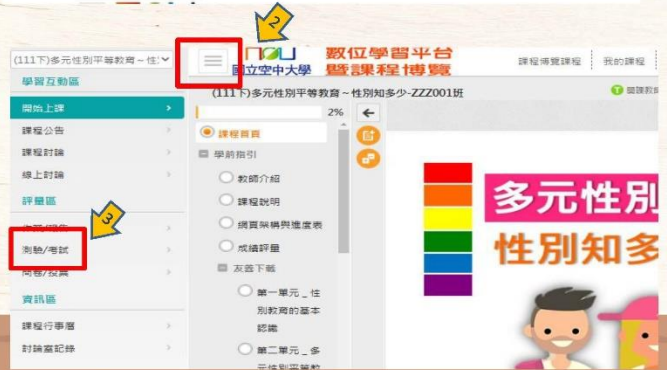 2
(111下)多元性別平等教育~性
NOU
國立空中大學
數位學習平台
暨課程博覽
課程博覽課程
我的課程
學習互動區
開始上課
課程公告
課程討論
線上討論
評量區
3
測驗/考試
問卷/投票
資訊區
課程行事曆
討論室記錄
(111下)多元性別平等教育~性別知多少-ZZZ001班
2%
課程首頁
學前指引
教師介紹
課程說明
網頁架構與進度表
成績評量
友善下載
第一單元_性
別教育的基本
認識
第二單元_多
元性別平等教
多元性別
性別知多